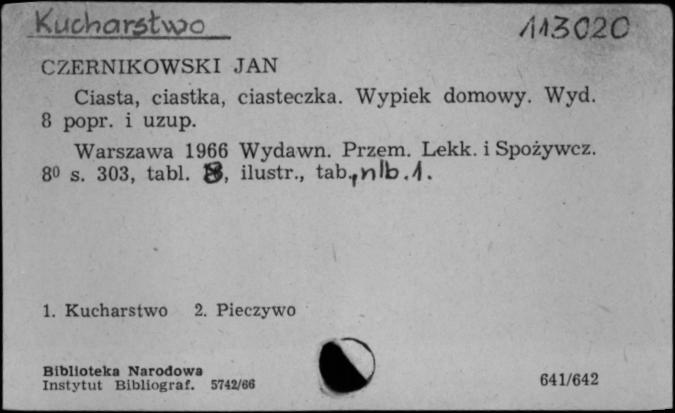 Kucharstwo 113020
CZERNIKOWSKI JAN
Ciasta, ciastka, ciasteczka. Wypiek domowy. Wyd.
8 popr. i uzup.
Warszawa 1966 Wydawn. Przem. Lekk. i Spożywcz.
8⁰ s. 303, tabl. 8, ilustr., tab., nlb. 1.
1. Kucharstwo 2. Pieczywo
Biblioteka Narodowa
Instytut Bibliograf. 5742/66 641/642